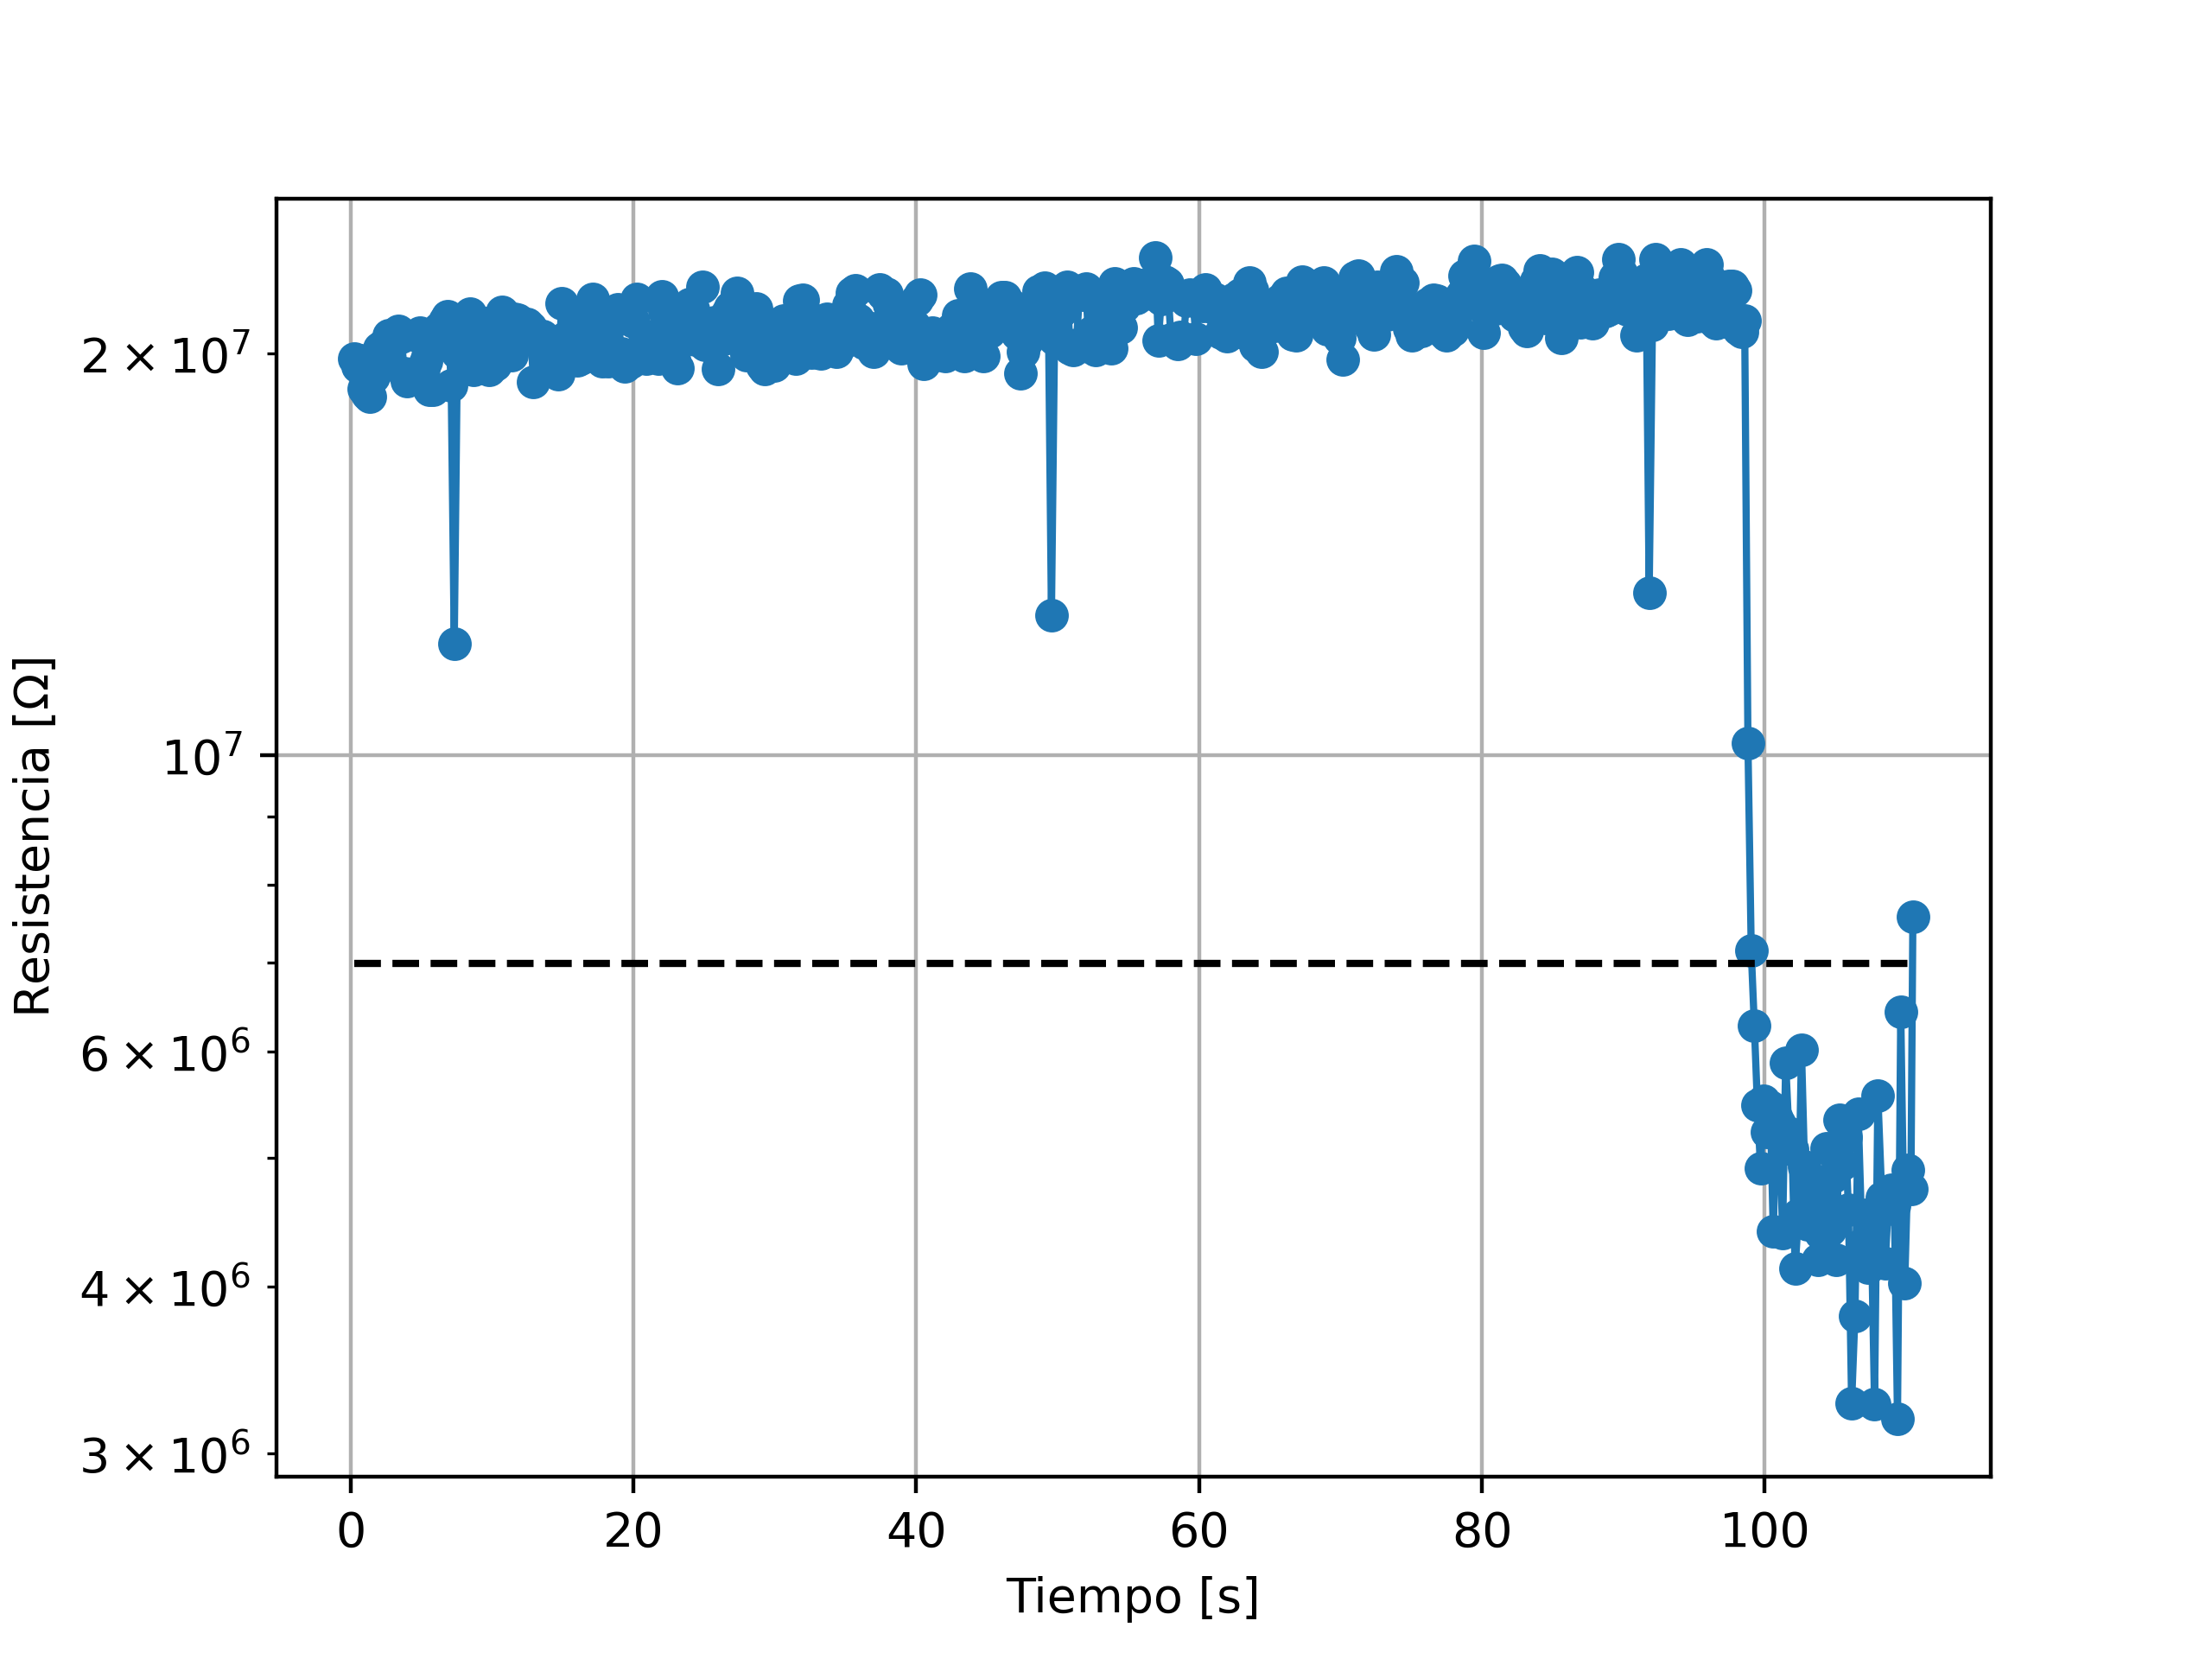 2 × 10⁷
10⁷
6 × 10⁶
4 × 10⁶
3 × 10⁶
Resistencia [Ω]
0 20 40 60 80 100
Tiempo [s]